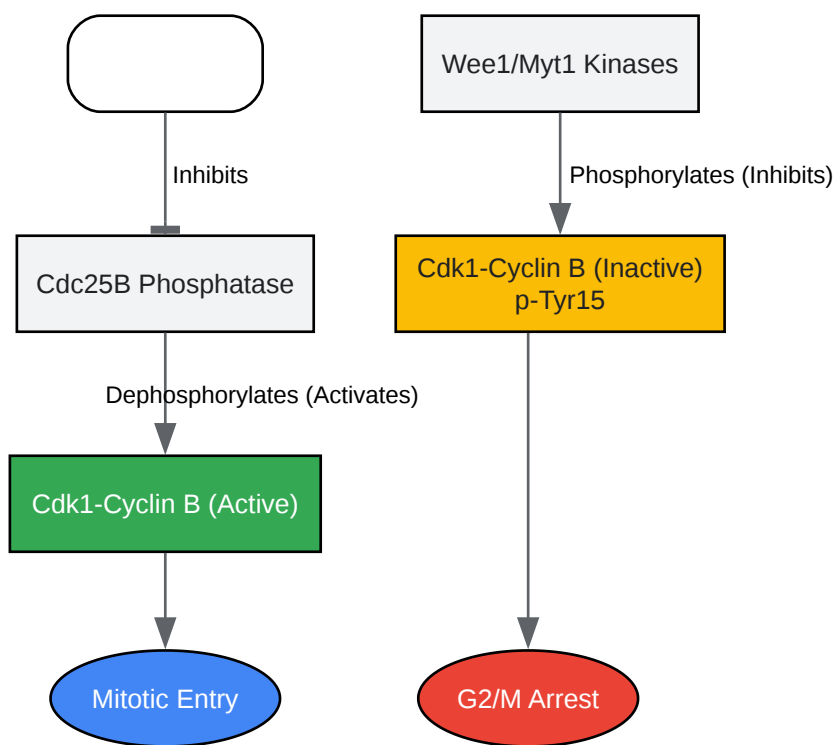 Wee1/Myt1 Kinases
Inhibits
Phosphorylates (Inhibits)
Cdc25B Phosphatase
Cdk1-Cyclin B (Inactive)
p-Tyr15
Dephosphorylates (Activates)
Cdk1-Cyclin B (Active)
Mitotic Entry
G2/M Arrest